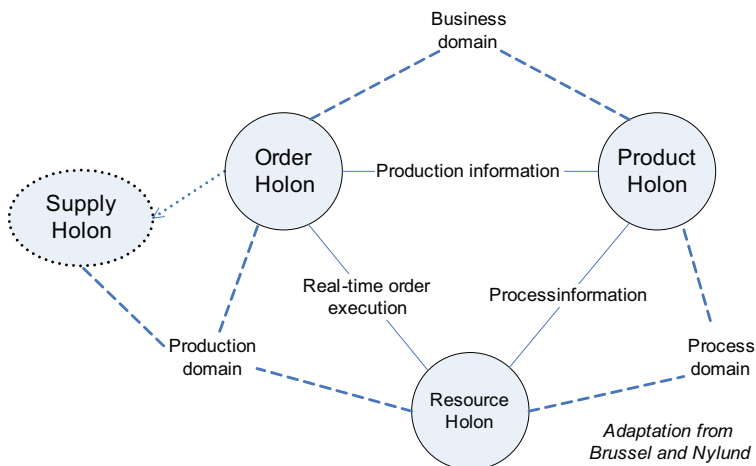 Business
domain
Order
Holon
Production information
Product
Holon
Supply
Holon
Real-time order
execution
Processinformation
Production
domain
Process
domain
Resource
Holon
Adaptation from
Brussel and Nylund